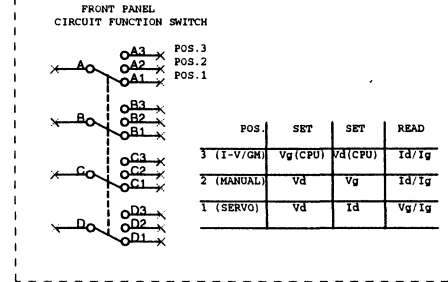 FRONT PANEL
CIRCUIT FUNCTION SWITCH
A3 POS.3
A A2 POS.2
A1 POS.1
B3
B B2
B1
C3
C C2
C1
D3
D D2
D1
POS. SET SET READ
3 (I-V/GM) Vg(CPU) Vd(CPU) Id/Ig
2 (MANUAL) Vd Vg Id/Ig
1 (SERVO) Vd Id Vg/Ig